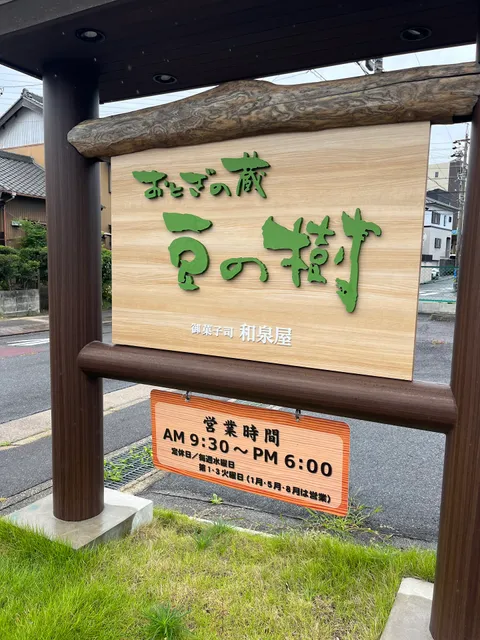 おとぎの蔵
豆の樹
御菓子司 和泉屋
営業時間
AM 9:30～PM 6:00
定休日／毎週水曜日
第1・3火曜日（1月・5月・8月は営業）